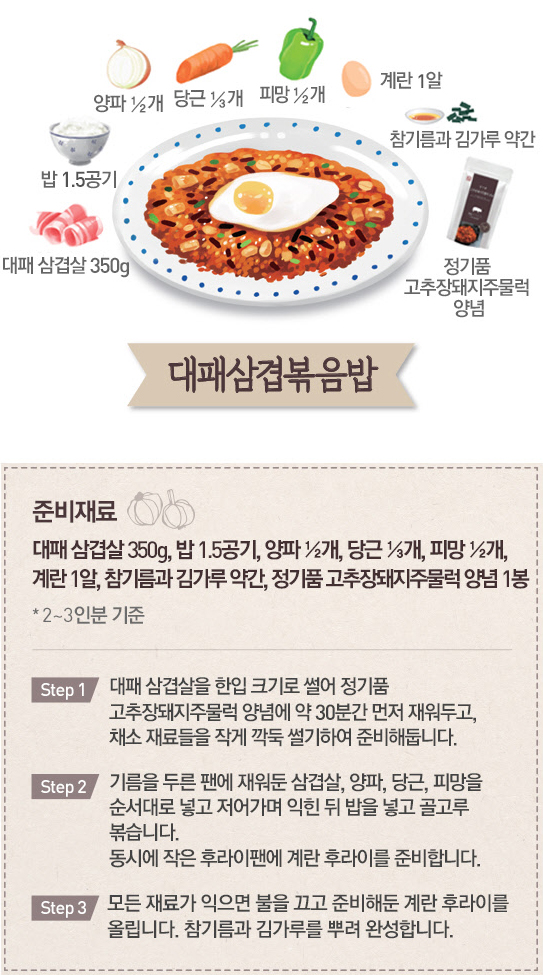 양파 ½개
당근 ⅓개
피망 ½개
계란 1알
참기름과 김가루 약간
밥 1.5공기
대패 삼겹살 350g
정기품
고추장돼지주물럭
양념
대패삼겹볶음밥
준비재료
대패 삼겹살 350g, 밥 1.5공기, 양파 ½개, 당근 ⅓개, 피망 ½개,
계란 1알, 참기름과 김가루 약간, 정기품 고추장돼지주물럭 양념 1봉
* 2~3인분 기준
Step 1
대패 삼겹살을 한입 크기로 썰어 정기품
고추장돼지주물럭 양념에 약 30분간 먼저 재워두고,
채소 재료들을 작게 깍둑 썰기하여 준비해둡니다.
Step 2
기름을 두른 팬에 재워둔 삼겹살, 양파, 당근, 피망을
순서대로 넣고 저어가며 익힌 뒤 밥을 넣고 골고루
볶습니다.
동시에 작은 후라이팬에 계란 후라이를 준비합니다.
Step 3
모든 재료가 익으면 불을 끄고 준비해둔 계란 후라이를
올립니다. 참기름과 김가루를 뿌려 완성합니다.